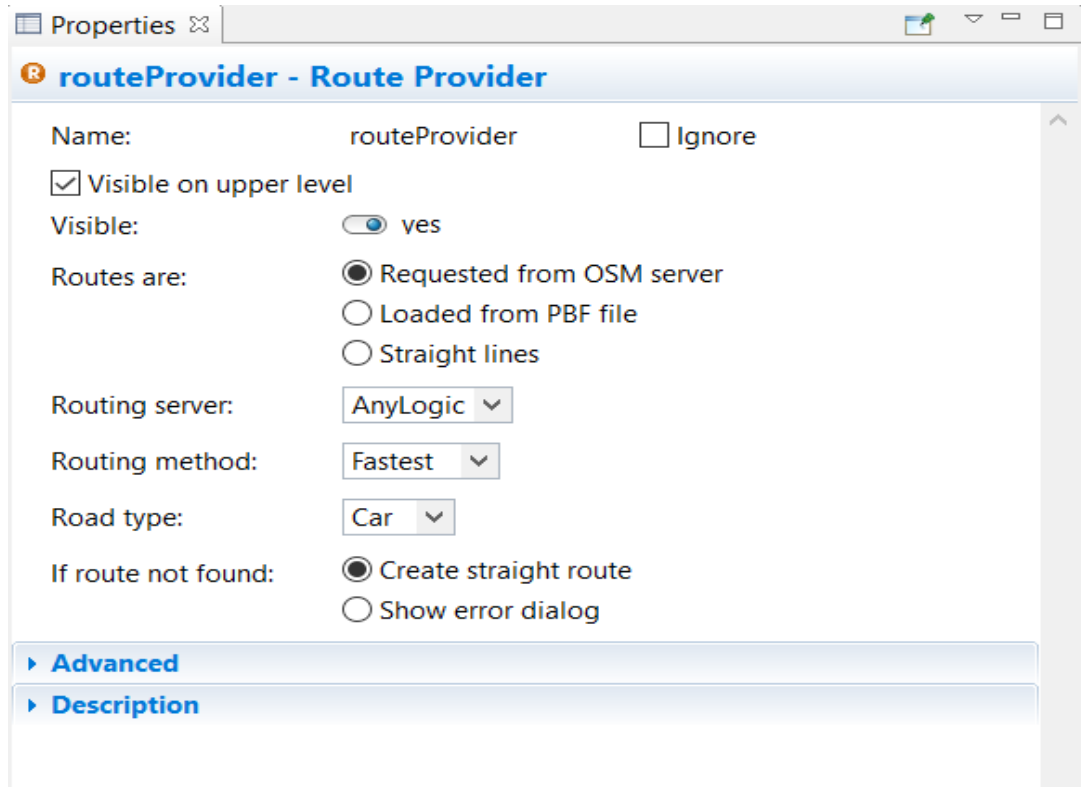 Properties
routeProvider - Route Provider
Name: routeProvider Ignore
Visible on upper level
Visible: yes
Routes are: Requested from OSM server
Loaded from PBF file
Straight lines
Routing server: AnyLogic
Routing method: Fastest
Road type: Car
If route not found: Create straight route
Show error dialog
Advanced
Description